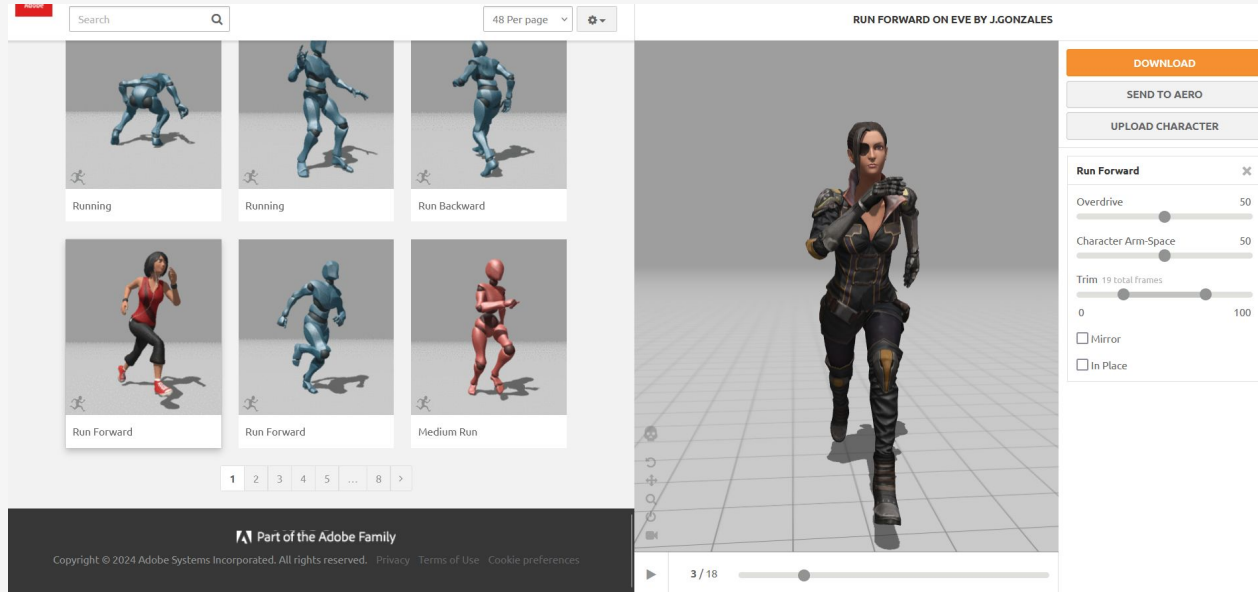 Adobe
Search
48 Per page
RUN FORWARD ON EVE BY J.GONZALES
Running
Running
Run Backward
Run Forward
Run Forward
Medium Run
1 2 3 4 5 ... 8 >
Part of the Adobe Family
Copyright © 2024 Adobe Systems Incorporated. All rights reserved. Privacy Terms of Use Cookie preferences
3 / 18
DOWNLOAD
SEND TO AERO
UPLOAD CHARACTER
Run Forward
Overdrive 50
Character Arm-Space 50
Trim 19 total frames
0 100
Mirror
In Place